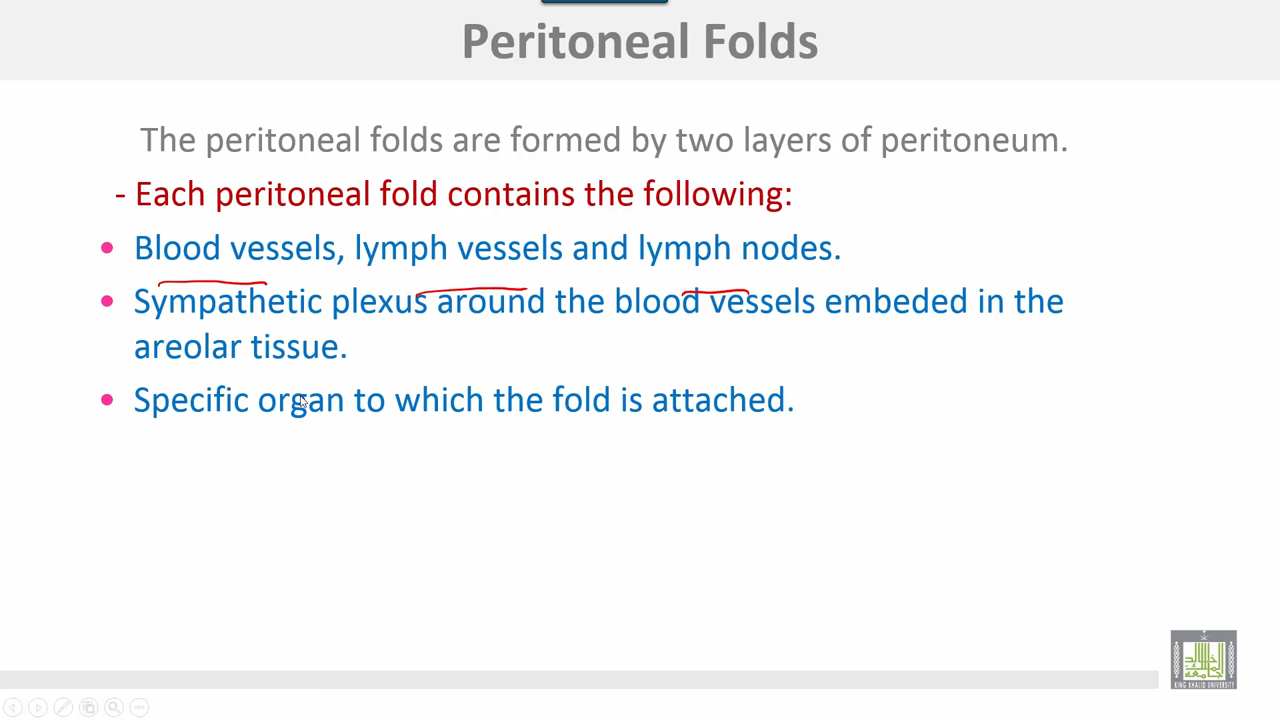 Peritoneal Folds
The peritoneal folds are formed by two layers of peritoneum.
- Each peritoneal fold contains the following:
• Blood vessels, lymph vessels and lymph nodes.
• Sympathetic plexus around the blood vessels embeded in the
areolar tissue.
• Specific organ to which the fold is attached.
KING KHALID UNIVERSITY